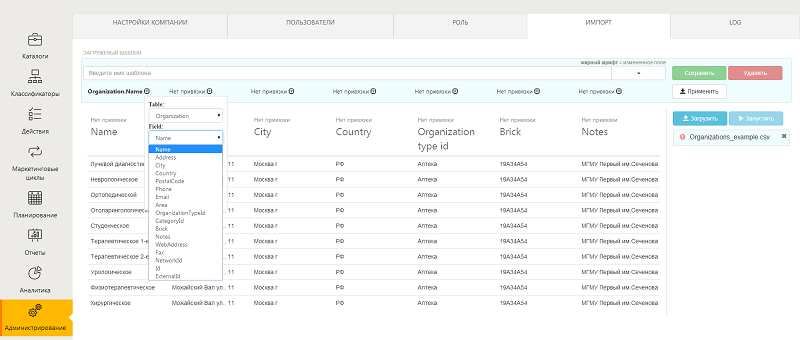 НАСТРОЙКИ КОМПАНИИ ПОЛЬЗОВАТЕЛИ РОЛЬ ИМПОРТ LOG
Каталоги
Классификаторы
Действия
Маркетинговые
циклы
Планирование
Отчеты
Аналитика
Администрирование
ЗАГРУЖЕННЫЙ ШАБЛОН
жирный шрифт = измененное поле
Введите имя шаблона
Сохранить Удалить
Organization.Name Нет привязки Нет привязки Нет привязки Нет привязки Нет привязки Нет привязки
Применить
Table:
Organization
Field:
Name
Name
Address
City
Country
PostalCode
Phone
Email
Area
OrganizationTypeId
CategoryId
Brick
Notes
WebAddress
Fax
NetworkId
Id
ExternalId
Загрузить Запустить
Organizations_example.csv
Нет привязки Нет привязки Нет привязки Нет привязки Нет привязки Нет привязки
Name City Country Organization type id Brick Notes
Лучевой диагностики 11 Москва г РФ Аптека 19A34A54 МГМУ Первый им.Сеченова
Неврологическое 11 Москва г РФ Аптека 19A34A54 МГМУ Первый им.Сеченова
Ортопедической 11 Москва г РФ Аптека 19A34A54 МГМУ Первый им.Сеченова
Отоларингологическое 11 Москва г РФ Аптека 19A34A54 МГМУ Первый им.Сеченова
Студенческое 11 Москва г РФ Аптека 19A34A54 МГМУ Первый им.Сеченова
Терапевтическое 1-е 11 Москва г РФ Аптека 19A34A54 МГМУ Первый им.Сеченова
Терапевтическое 2-е 11 Москва г РФ Аптека 19A34A54 МГМУ Первый им.Сеченова
Урологическое 11 Москва г РФ Аптека 19A34A54 МГМУ Первый им.Сеченова
Физиотерапевтическое Можайский Вал ул., 11 Москва г РФ Аптека 19A34A54 МГМУ Первый им.Сеченова
Хирургическое Можайский Вал ул., 11 Москва г РФ Аптека 19A34A54 МГМУ Первый им.Сеченова